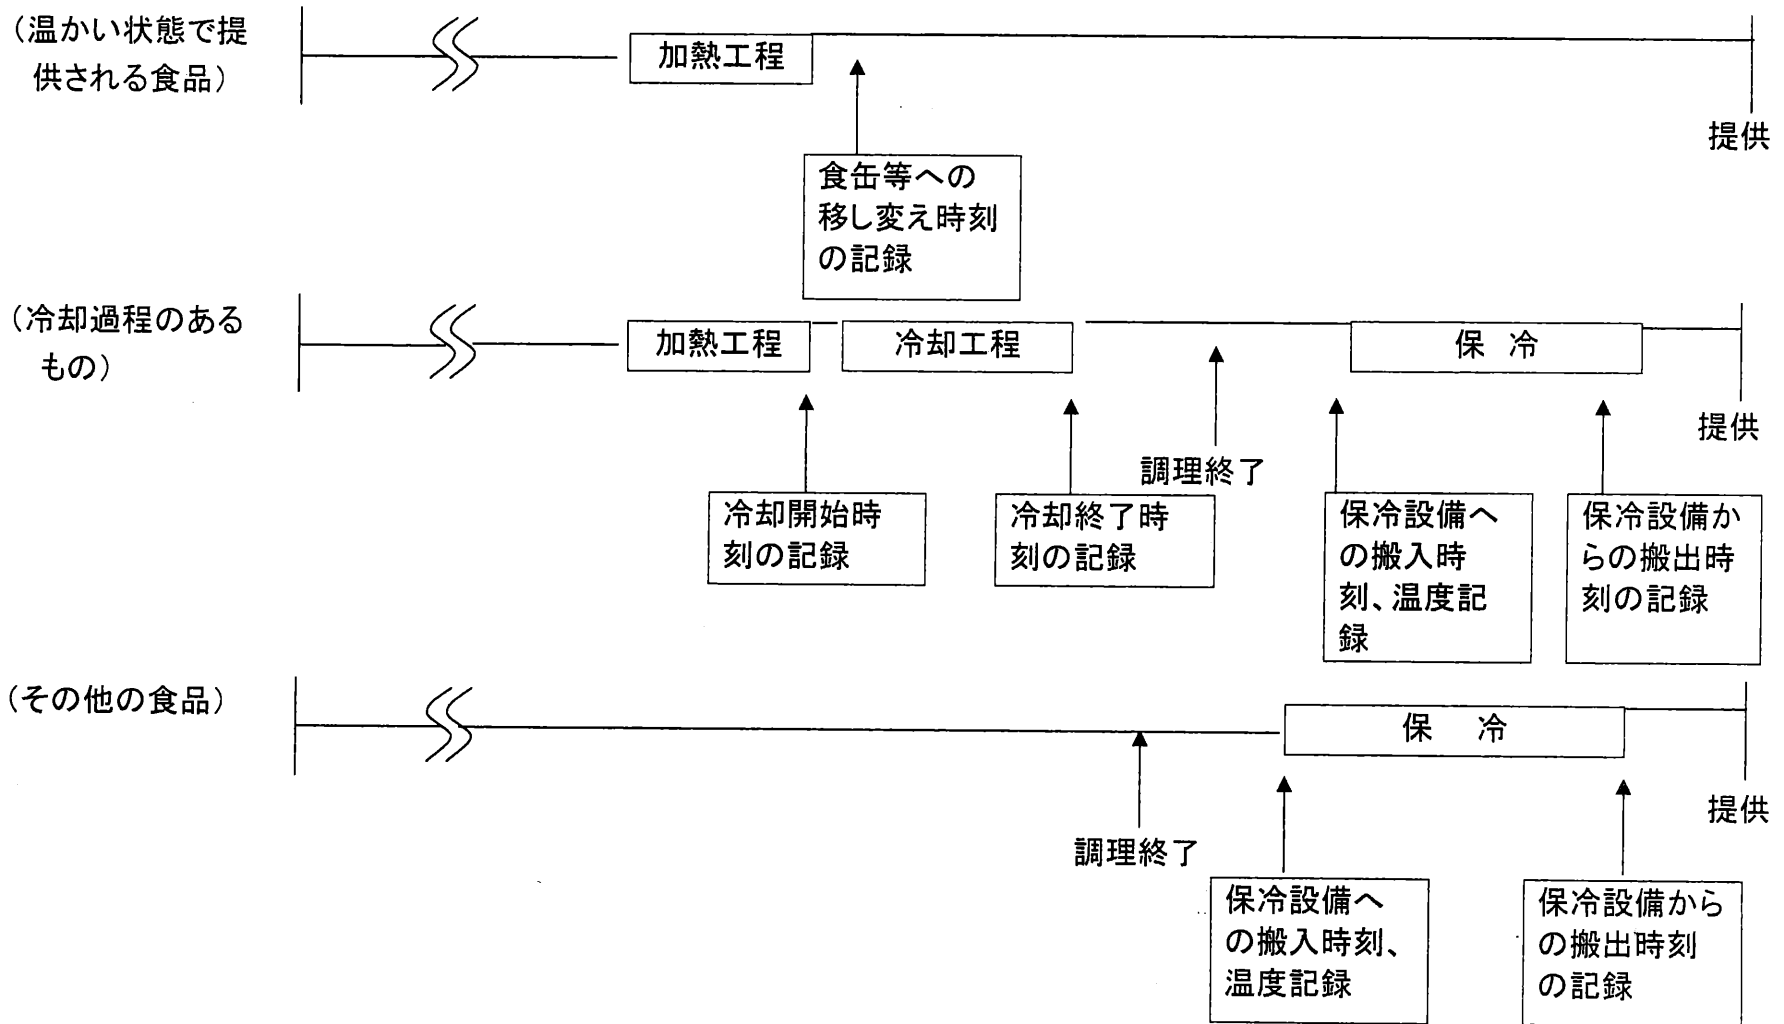 （温かい状態で提
供される食品）
加熱工程
提供
食缶等への
移し変え時刻
の記録
（冷却過程のある
もの）
加熱工程
冷却工程
保 冷
提供
調理終了
冷却開始時
刻の記録
冷却終了時
刻の記録
保冷設備へ
の搬入時
刻、温度記
録
保冷設備か
らの搬出時
刻の記録
（その他の食品）
保 冷
提供
調理終了
保冷設備へ
の搬入時刻、
温度記録
保冷設備から
の搬出時刻
の記録